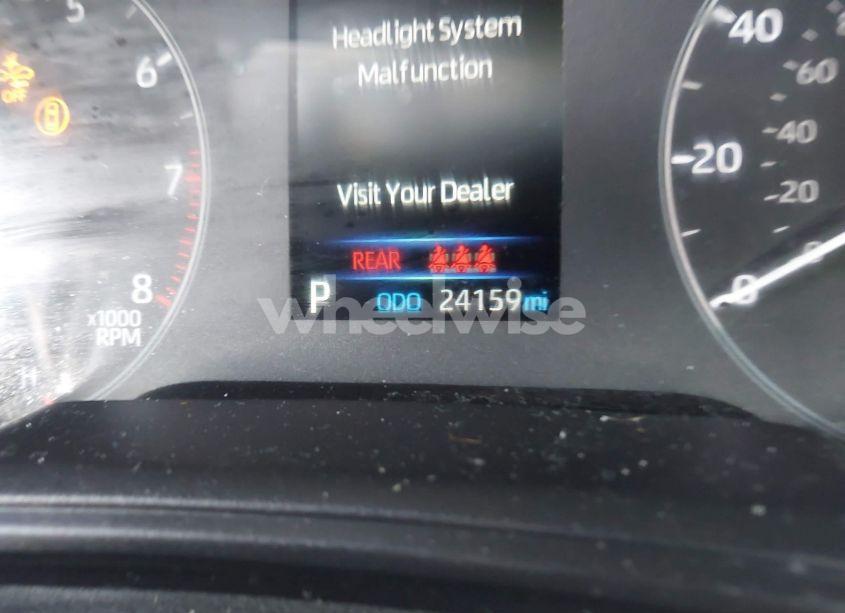 Headlight System
Malfunction
Visit Your Dealer
REAR
P ODO 24159 mi
5
6
7
8
x1000
RPM
H
OFF
40
20
0
60
40
20
0
wheelwise